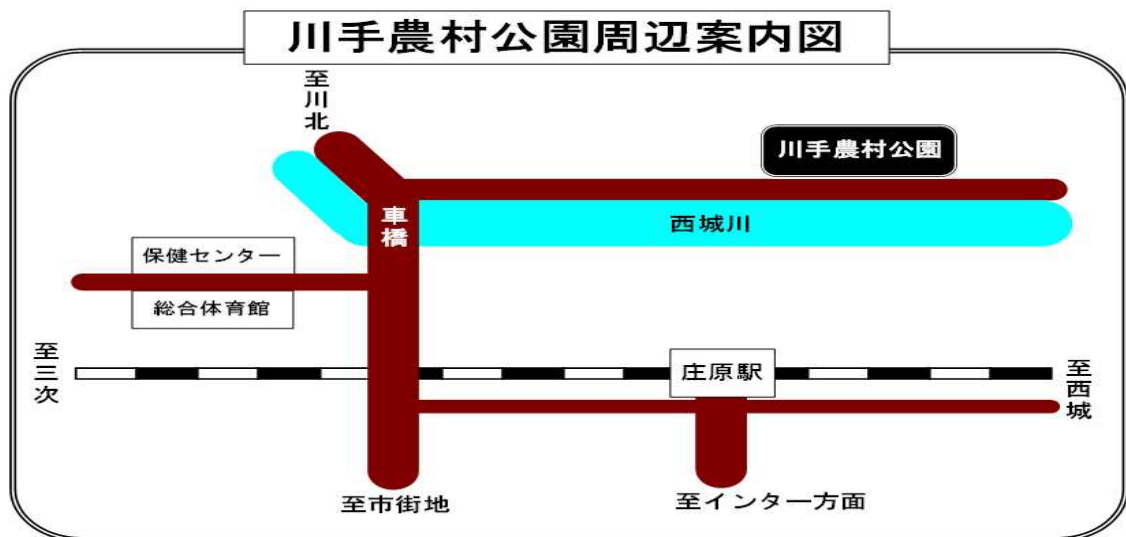 川手農村公園周辺案内図
至川北
川手農村公園
車橋
西城川
保健センター
総合体育館
至三次
庄原駅
至西城
至市街地
至インター方面